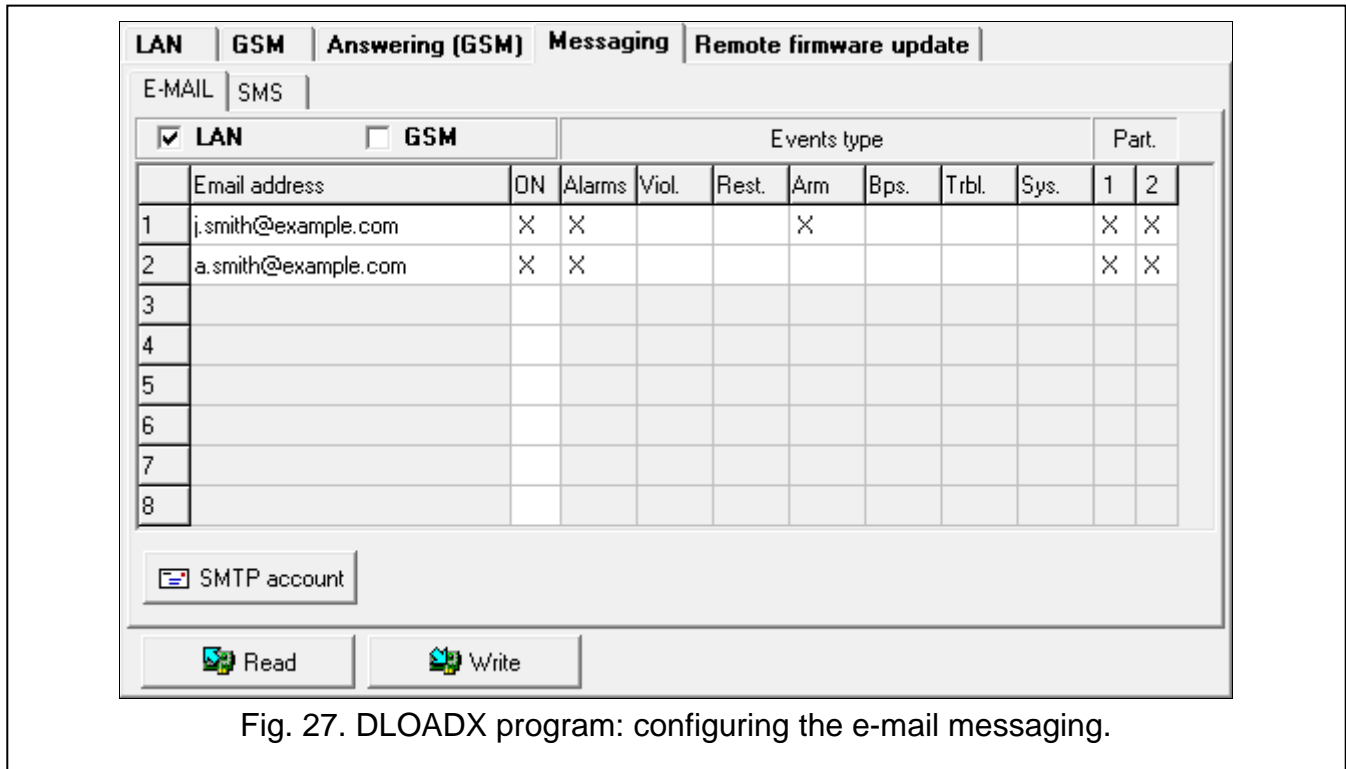 LAN GSM Answering (GSM) Messaging Remote firmware update
E-MAIL SMS
LAN GSM Events type Part.
Email address ON Alarms Viol. Rest. Arm Bps. Trbl. Sys. 1 2
1 j.smith@example.com X X X X X
2 a.smith@example.com X X X X
3
4
5
6
7
8
SMTP account
Read Write
Fig. 27. DLOADX program: configuring the e-mail messaging.